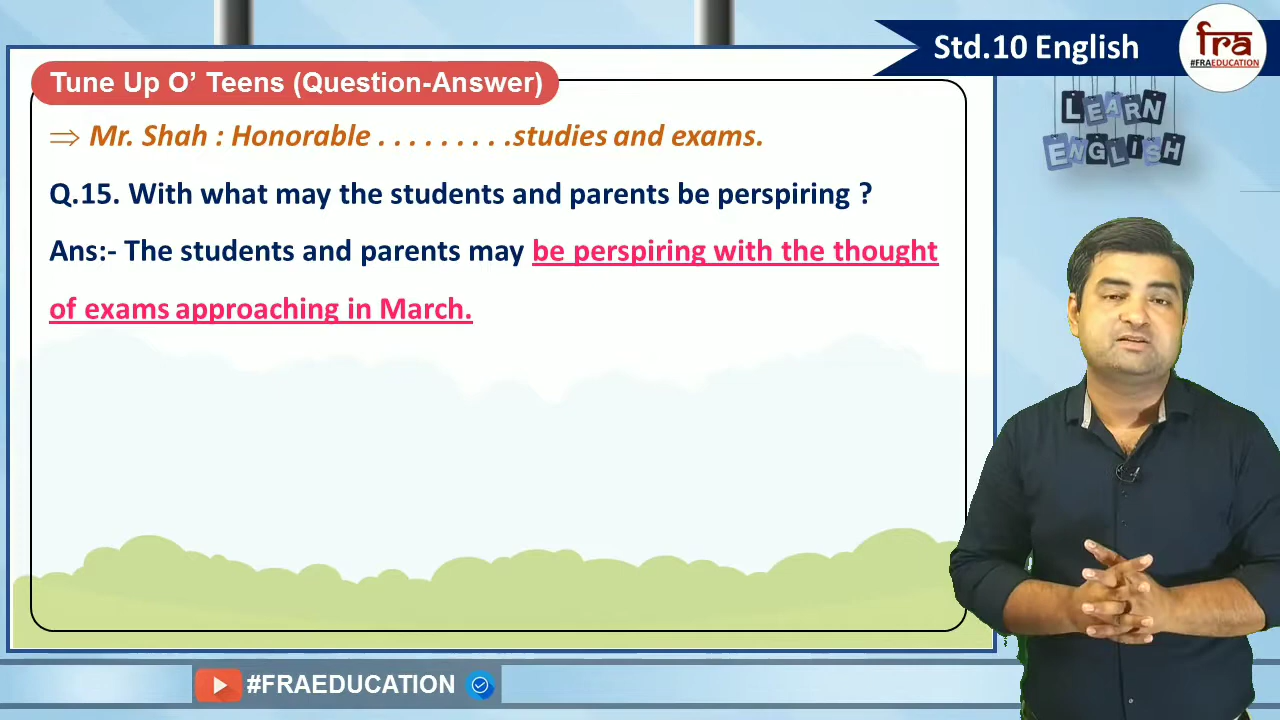 Std.10 English
fra
#FRAEDUCATION
LEARN
ENGLISH
Tune Up O’ Teens (Question-Answer)
⇒ Mr. Shah : Honorable . . . . . . . . .studies and exams.
Q.15. With what may the students and parents be perspiring ?
Ans:- The students and parents may be perspiring with the thought
of exams approaching in March.
#FRAEDUCATION